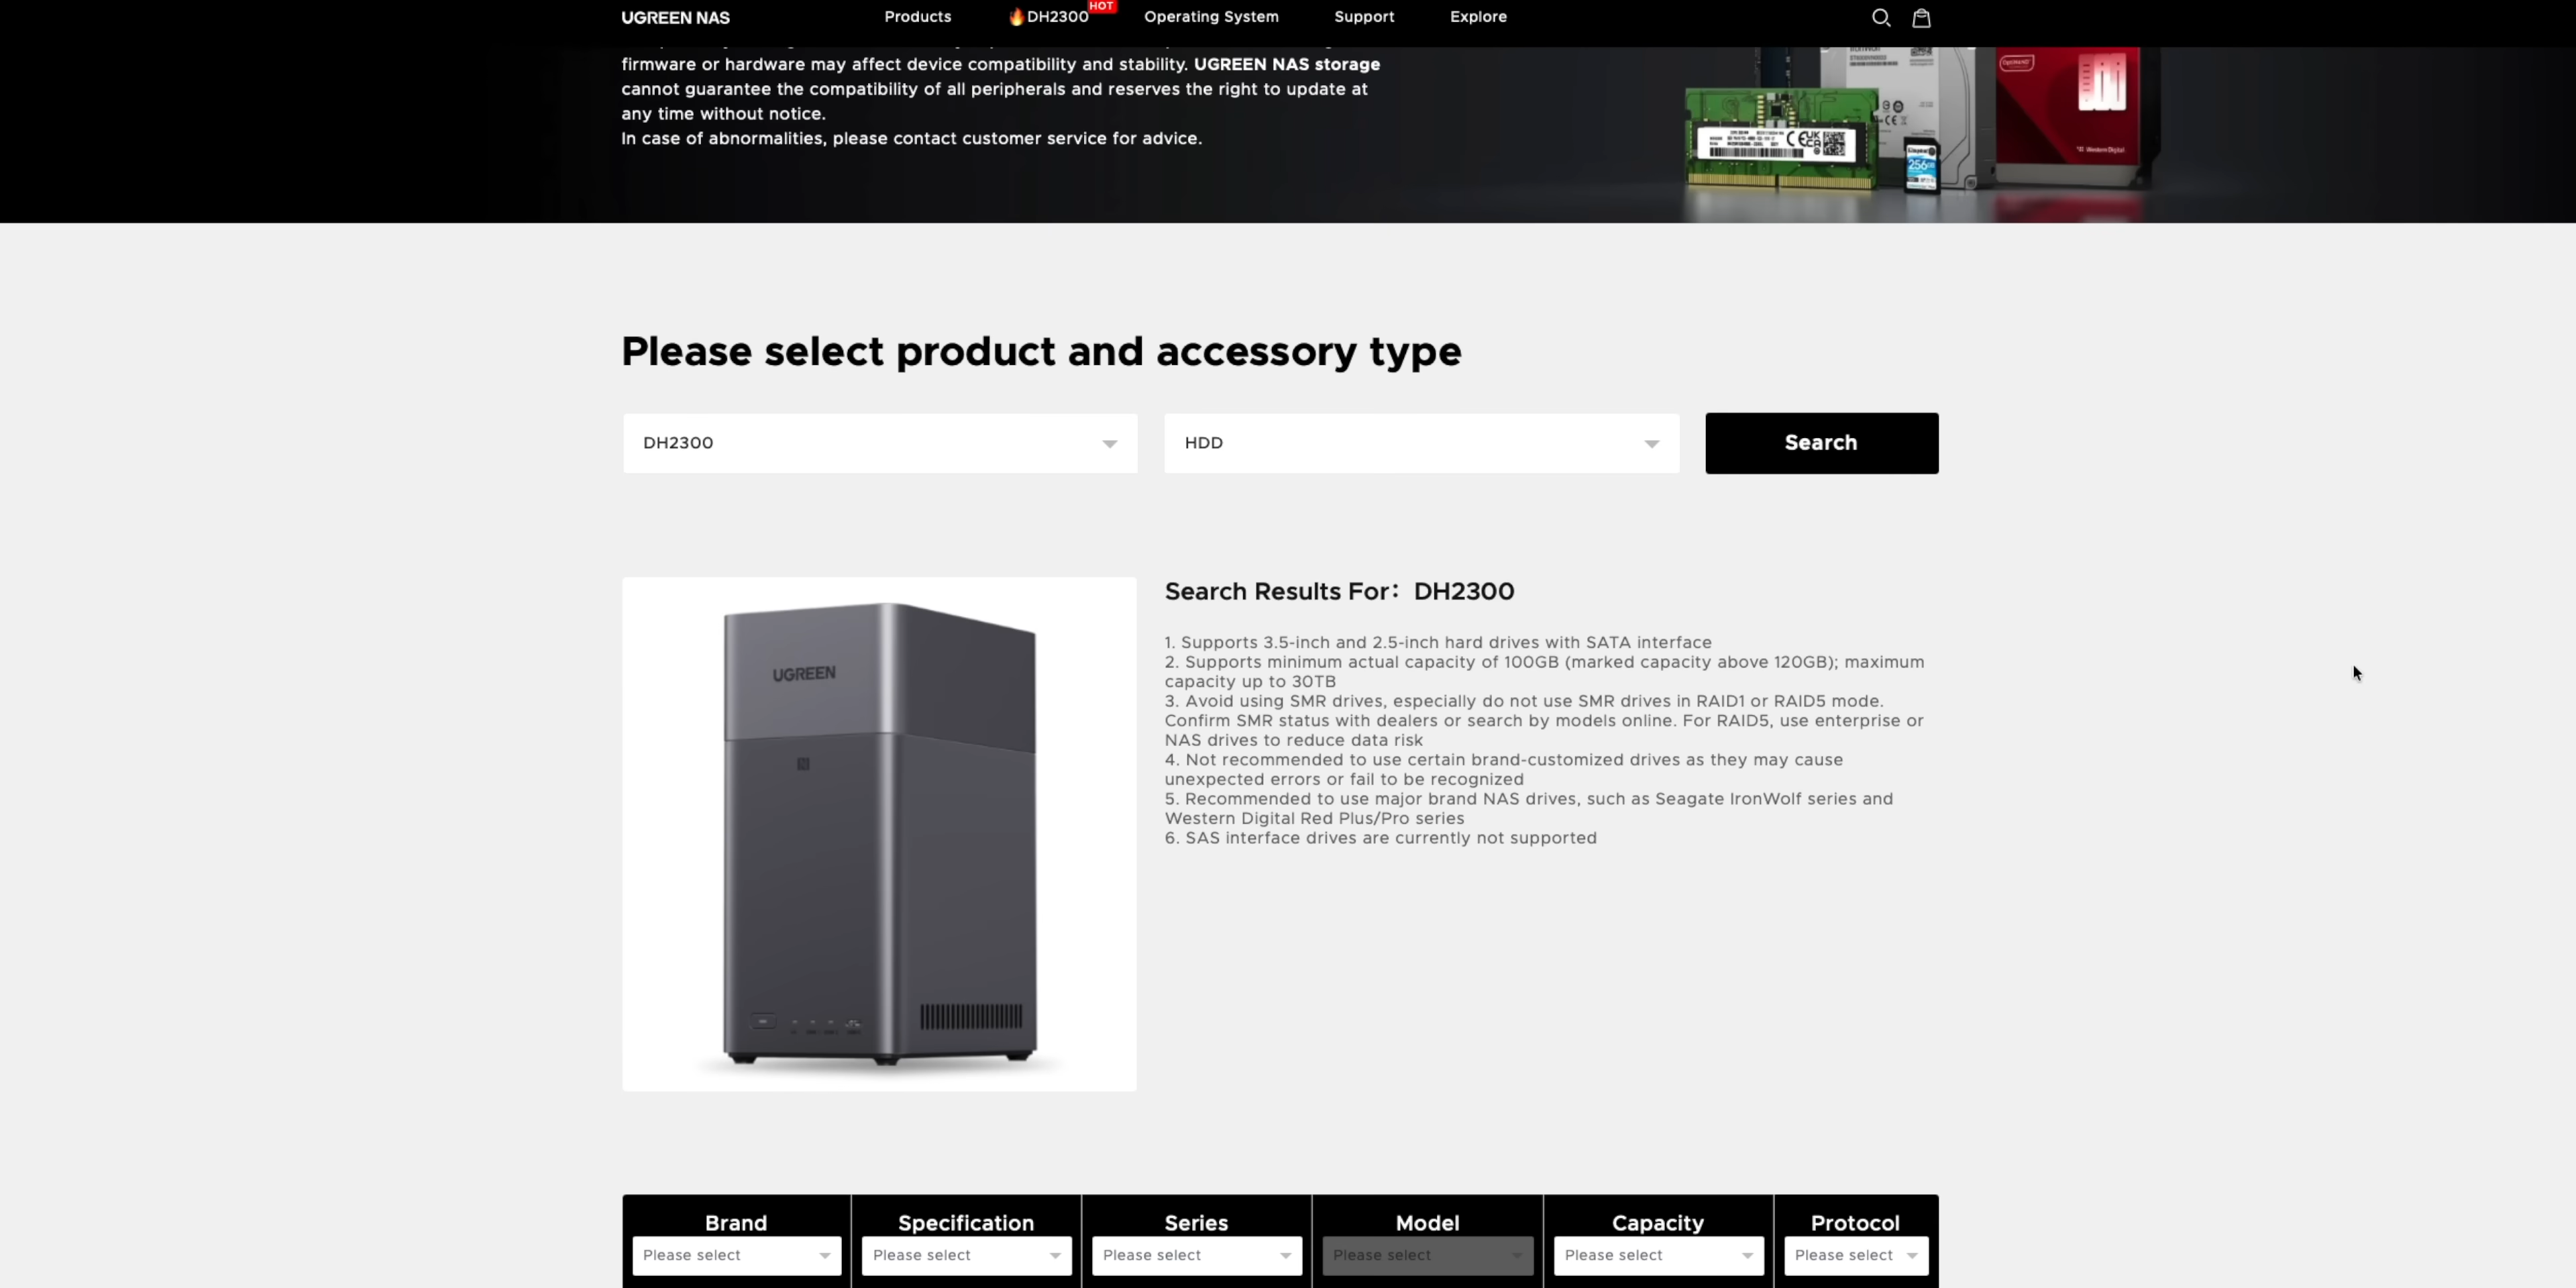 UGREEN NAS
Products
DH2300
HOT
Operating System
Support
Explore
firmware or hardware may affect device compatibility and stability. UGREEN NAS storage
cannot guarantee the compatibility of all peripherals and reserves the right to update at
any time without notice.
In case of abnormalities, please contact customer service for advice.
256GB
Western Digital
Please select product and accessory type
DH2300
HDD
Search
UGREEN
Search Results For: DH2300
1. Supports 3.5-inch and 2.5-inch hard drives with SATA interface
2. Supports minimum actual capacity of 100GB (marked capacity above 120GB); maximum
capacity up to 30TB
3. Avoid using SMR drives, especially do not use SMR drives in RAID1 or RAID5 mode.
Confirm SMR status with dealers or search by models online. For RAID5, use enterprise or
NAS drives to reduce data risk
4. Not recommended to use certain brand-customized drives as they may cause
unexpected errors or fail to be recognized
5. Recommended to use major brand NAS drives, such as Seagate IronWolf series and
Western Digital Red Plus/Pro series
6. SAS interface drives are currently not supported
Brand
Specification
Series
Model
Capacity
Protocol
Please select
Please select
Please select
Please select
Please select
Please select